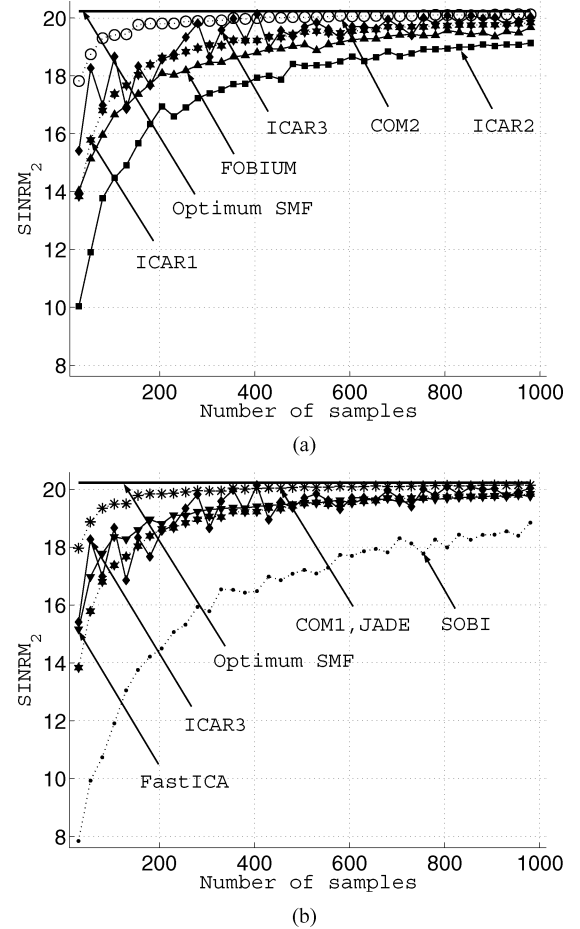 20
18
16
14
12
10
8
SINRM2
ICAR3
COM2
ICAR2
FOBIUM
Optimum SMF
ICAR1
200
400
600
800
1000
Number of samples
(a)
20
18
16
14
12
10
8
SINRM2
COM1,JADE
SOBI
Optimum SMF
ICAR3
FastICA
200
400
600
800
1000
Number of samples
(b)